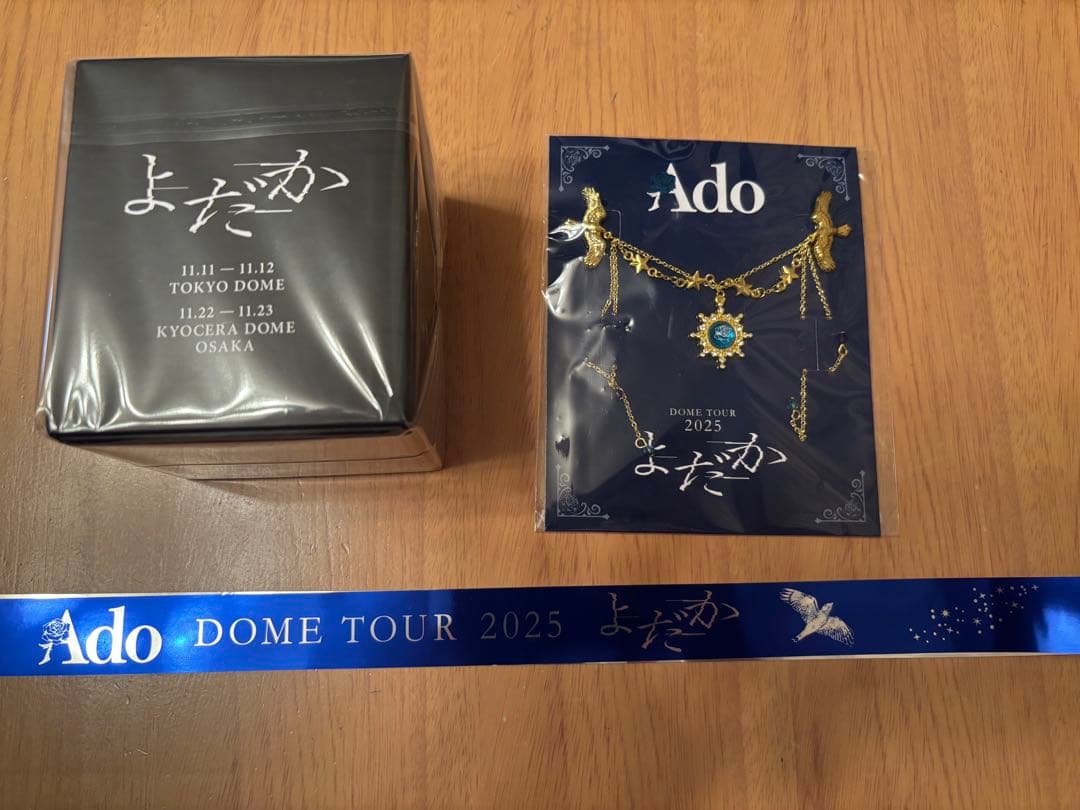 よだか
11.11 — 11.12
TOKYO DOME
11.22 — 11.23
KYOCERA DOME
OSAKA
Ado
DOME TOUR
2025
よだか
Ado DOME TOUR 2025 よだか